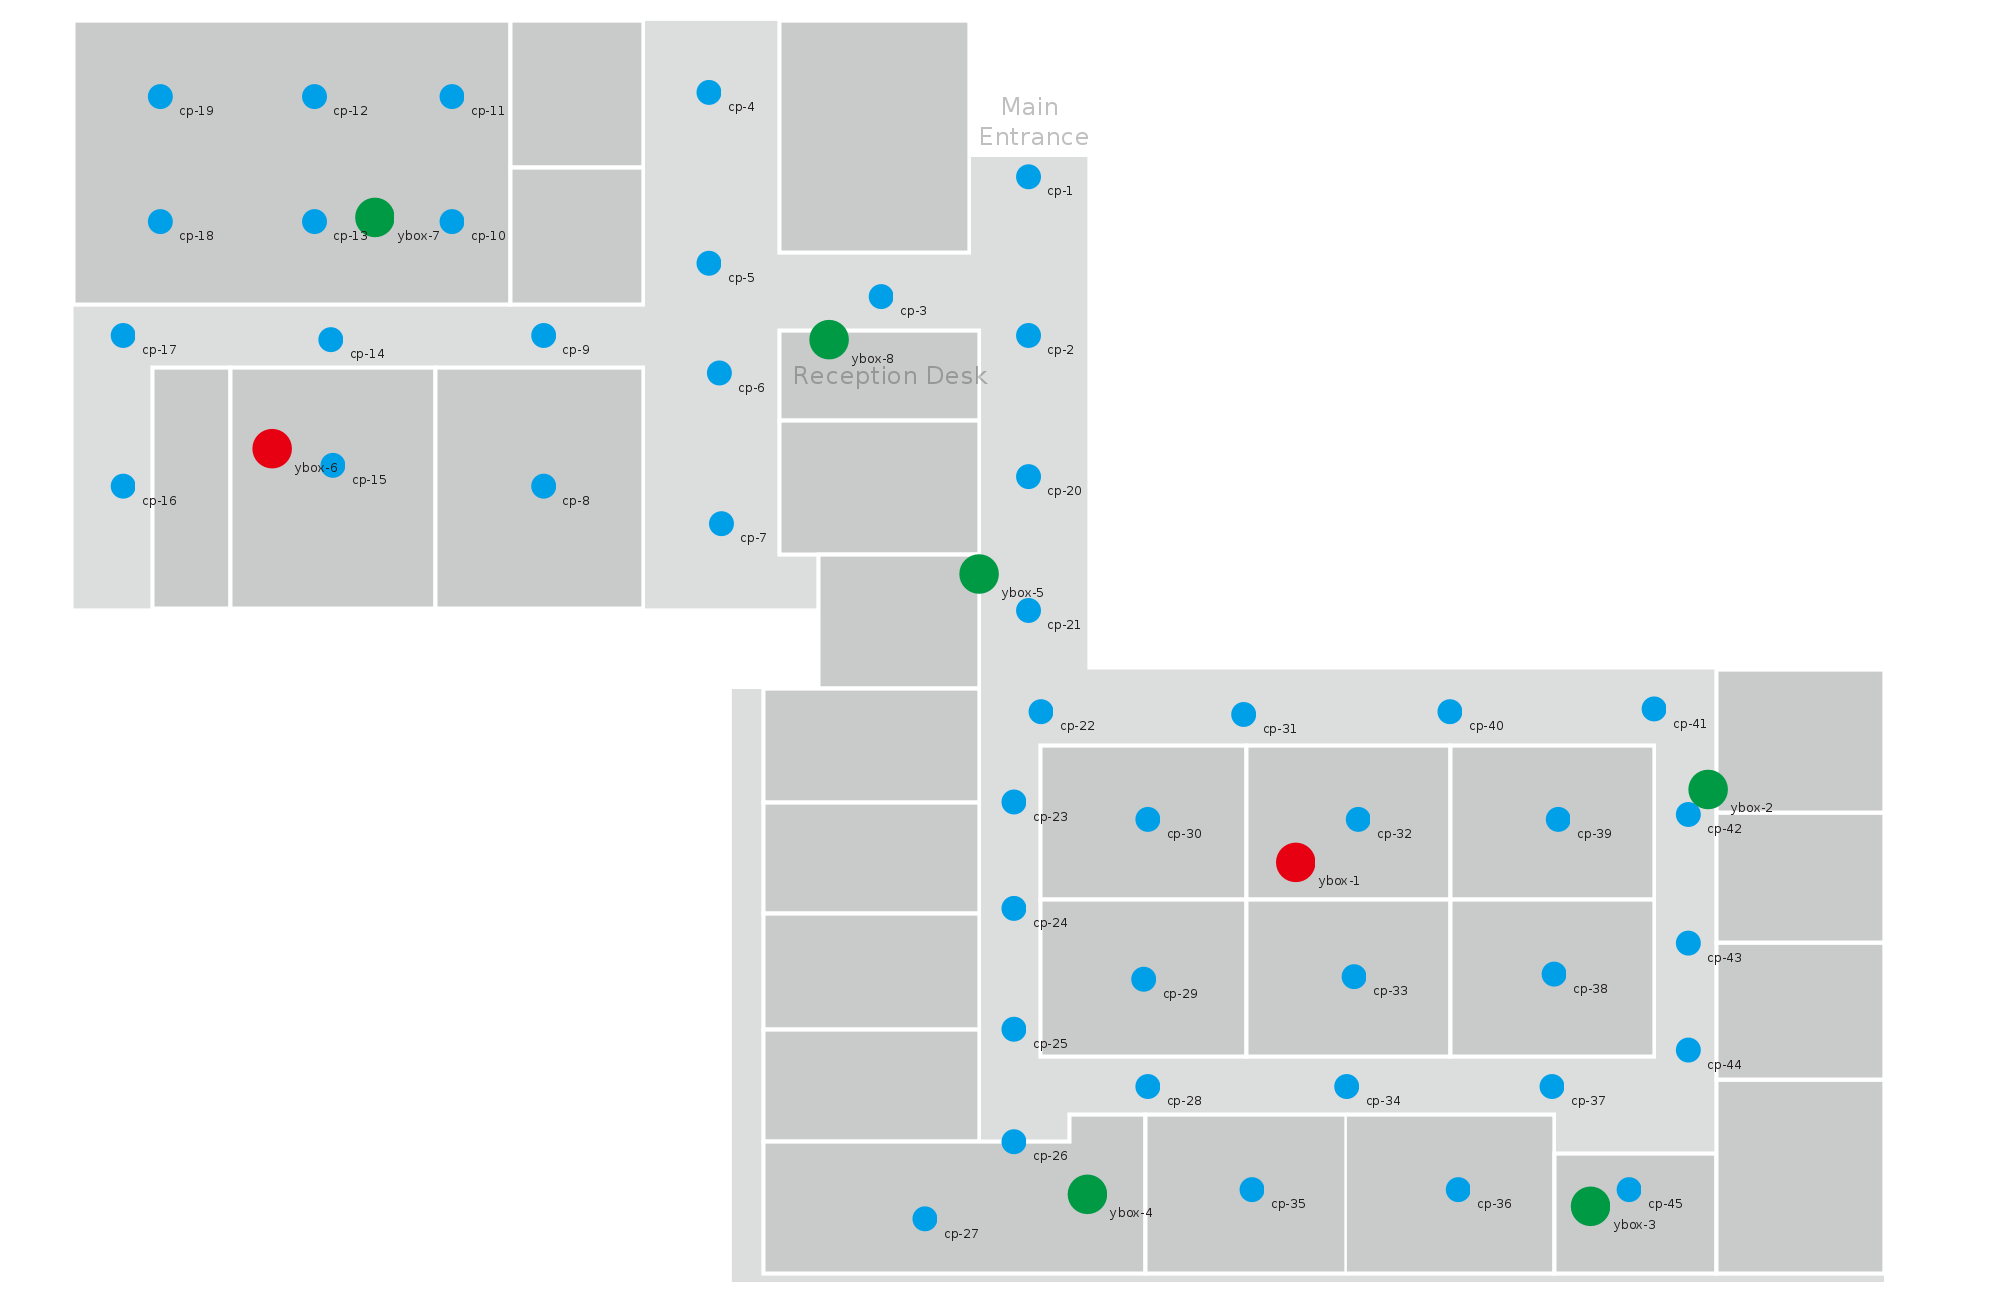 cp-19
cp-12
cp-11
cp-4
Main
Entrance
cp-1
cp-18
cp-13
ybox-7
cp-10
cp-5
cp-3
cp-17
cp-14
cp-9
cp-2
ybox-8
Reception Desk
cp-6
ybox-6
cp-15
cp-16
cp-8
cp-20
cp-7
ybox-5
cp-21
cp-22
cp-31
cp-40
cp-41
ybox-2
cp-23
cp-30
cp-32
cp-39
cp-42
ybox-1
cp-24
cp-29
cp-33
cp-38
cp-43
cp-25
cp-44
cp-28
cp-34
cp-37
cp-26
ybox-4
cp-35
cp-36
cp-45
ybox-3
cp-27